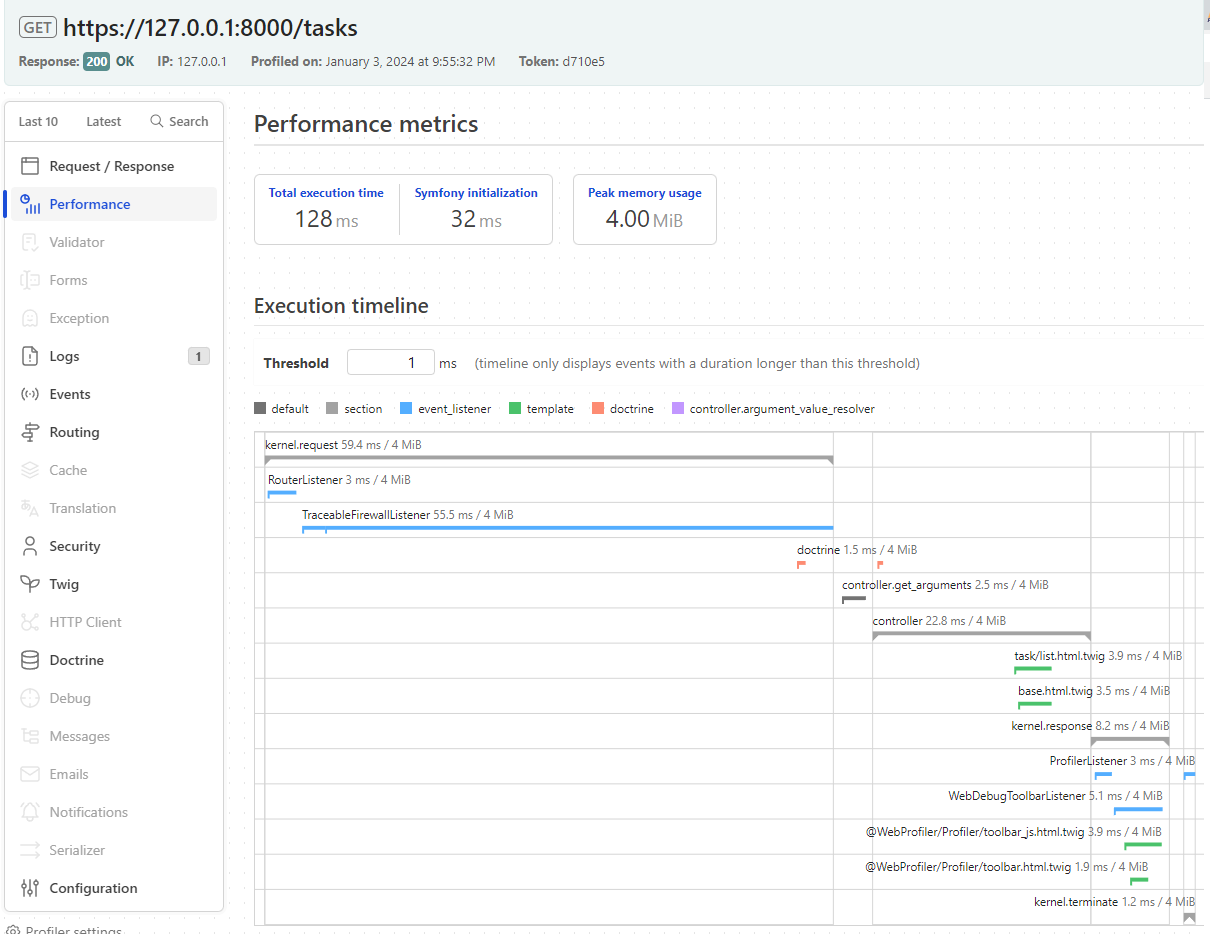 GET https://127.0.0.1:8000/tasks
Response: 200 OK IP: 127.0.0.1 Profiled on: January 3, 2024 at 9:55:32 PM Token: d710e5
Last 10 Latest Search
Request / Response
Performance
Validator
Forms
Exception
Logs 1
Events
Routing
Cache
Translation
Security
Twig
HTTP Client
Doctrine
Debug
Messages
Emails
Notifications
Serializer
Configuration
Profiler settings
Performance metrics
Total execution time Symfony initialization Peak memory usage
128 ms 32 ms 4.00 MiB
Execution timeline
Threshold 1 ms (timeline only displays events with a duration longer than this threshold)
default section event_listener template doctrine controller.argument_value_resolver
kernel.request 59.4 ms / 4 MiB
RouterListener 3 ms / 4 MiB
TraceableFirewallListener 55.5 ms / 4 MiB
doctrine 1.5 ms / 4 MiB
controller.get_arguments 2.5 ms / 4 MiB
controller 22.8 ms / 4 MiB
task/list.html.twig 3.9 ms / 4 MiB
base.html.twig 3.5 ms / 4 MiB
kernel.response 8.2 ms / 4 MiB
ProfilerListener 3 ms / 4 MiB
WebDebugToolbarListener 5.1 ms / 4 MiB
@WebProfiler/Profiler/toolbar_js.html.twig 3.9 ms / 4 MiB
@WebProfiler/Profiler/toolbar.html.twig 1.9 ms / 4 MiB
kernel.terminate 1.2 ms / 4 MiB